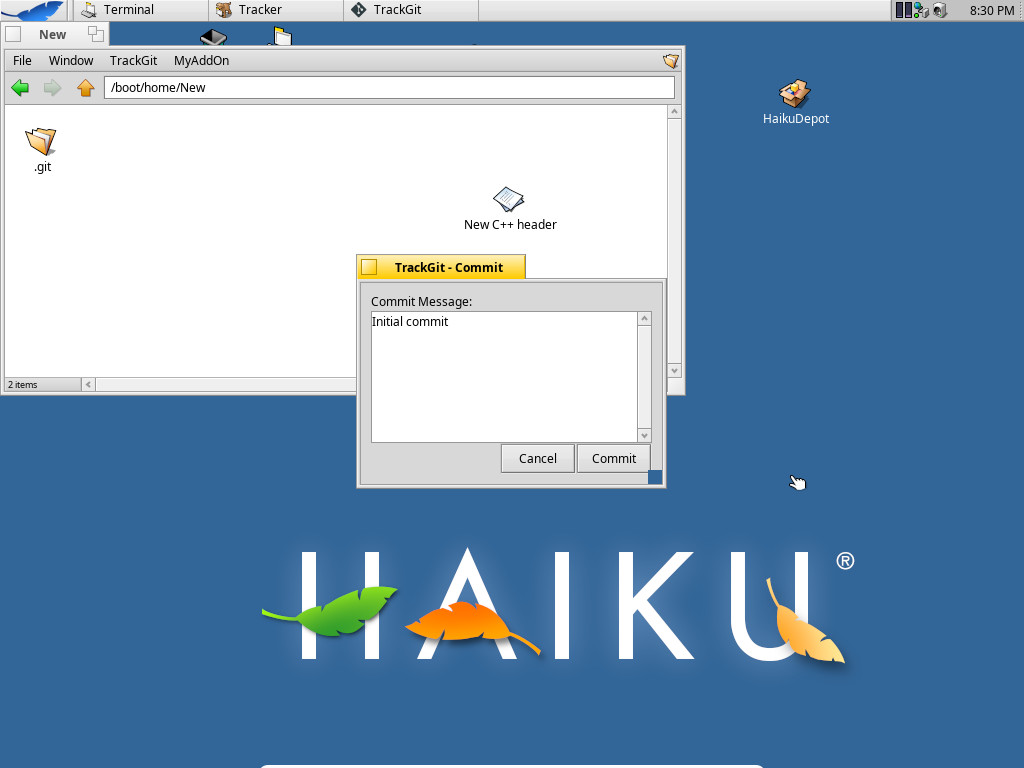 Terminal
Tracker
TrackGit
8:30 PM
New
File Window TrackGit MyAddOn
/boot/home/New
HaikuDepot
.git
New C++ header
TrackGit - Commit
Commit Message:
Initial commit
2 items
Cancel Commit
HAIKU®